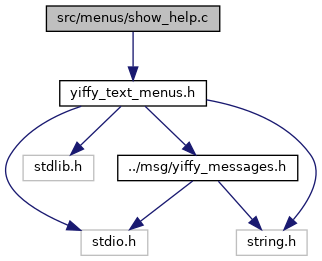 src/menus/show_help.c
yiffy_text_menus.h
stdlib.h
../msg/yiffy_messages.h
stdio.h
string.h